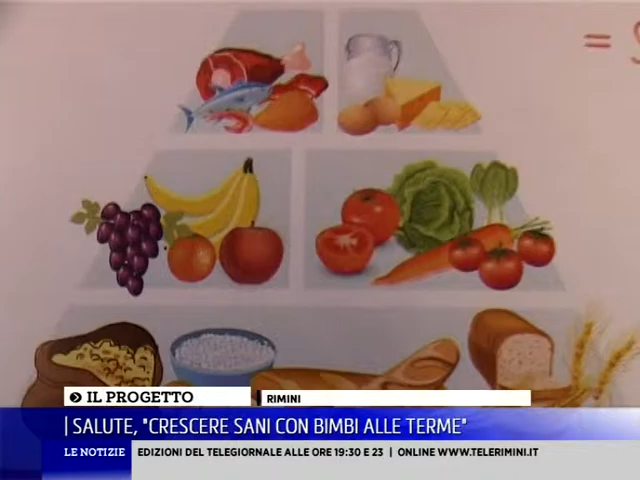 =
IL PROGETTO
RIMINI
| SALUTE, "CRESCERE SANI CON BIMBI ALLE TERME"
LE NOTIZIE
EDIZIONI DEL TELEGIORNALE ALLE ORE 19:30 E 23 | ONLINE WWW.TELERIMINI.IT